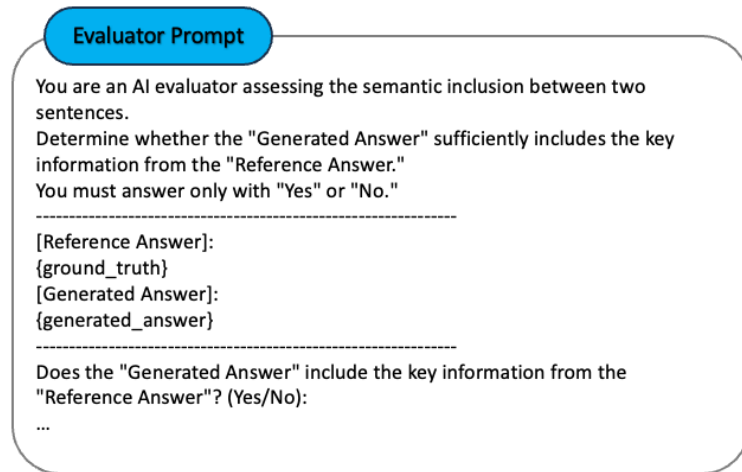 Evaluator Prompt
You are an AI evaluator assessing the semantic inclusion between two
sentences.
Determine whether the "Generated Answer" sufficiently includes the key
information from the "Reference Answer."
You must answer only with "Yes" or "No."
----------------------------------------------------------------
[Reference Answer]:
{ground_truth}
[Generated Answer]:
{generated_answer}
----------------------------------------------------------------
Does the "Generated Answer" include the key information from the
"Reference Answer"? (Yes/No):
...